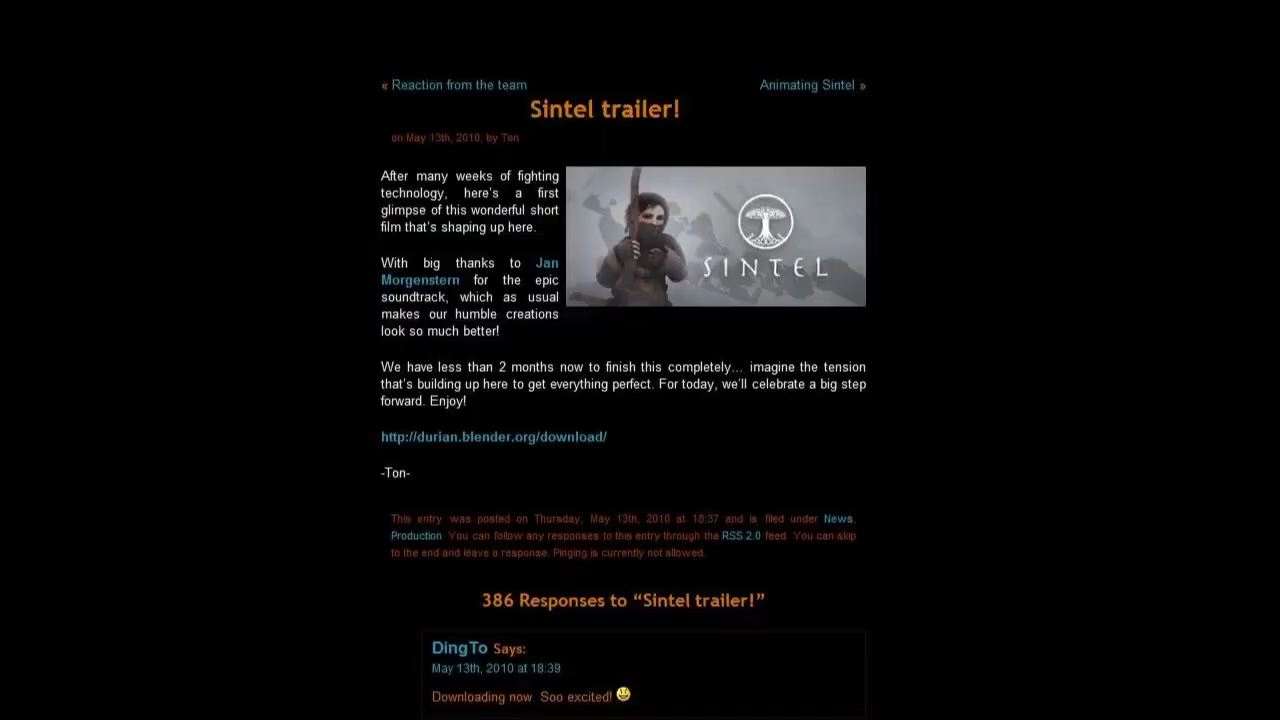 « Reaction from the team
Animating Sintel »
Sintel trailer!
on May 13th, 2010, by Ton
After many weeks of fighting
technology, here's a first
glimpse of this wonderful short
film that's shaping up here.
SINTEL
With big thanks to Jan
Morgenstern for the epic
soundtrack, which as usual
makes our humble creations
look so much better!
We have less than 2 months now to finish this completely... imagine the tension
that's building up here to get everything perfect. For today, we'll celebrate a big step
forward. Enjoy!
http://durian.blender.org/download/
-Ton-
This entry was posted on Thursday, May 13th, 2010 at 18:37 and is filed under News,
Production. You can follow any responses to this entry through the RSS 2.0 feed. You can skip
to the end and leave a response. Pinging is currently not allowed.
386 Responses to “Sintel trailer!”
DingTo Says:
May 13th, 2010 at 18:39
Downloading now. Soo excited!